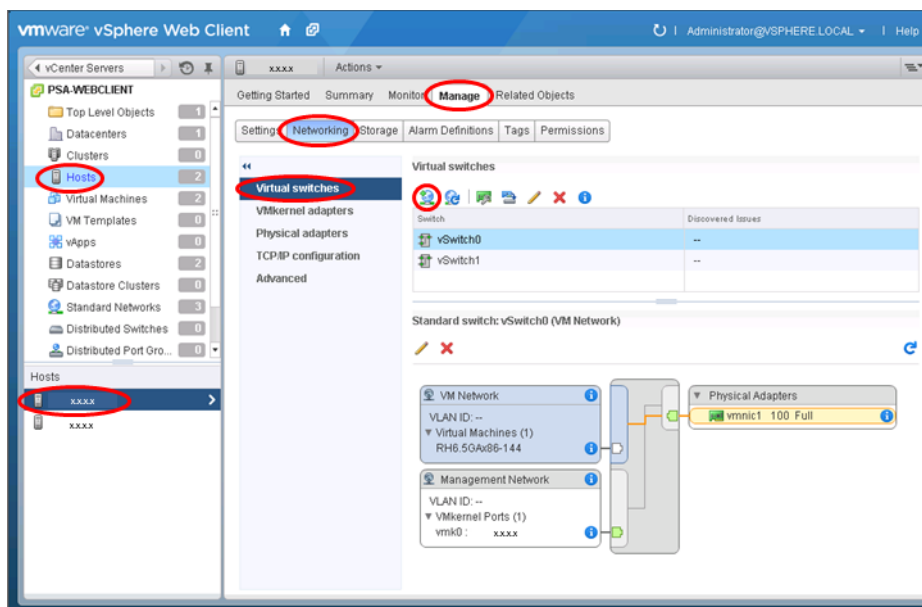 vmware® vSphere Web Client
Administrator@VSPHERE.LOCAL
Help
vCenter Servers
PSA-WEBCLIENT
Top Level Objects 1
Datacenters 1
Clusters 0
Hosts 2
Virtual Machines 2
VM Templates 0
vApps 0
Datastores 2
Datastore Clusters 0
Standard Networks 3
Distributed Switches 0
Distributed Port Gro... 0
Hosts
x.x.x.x
x.x.x.x
x.x.x.x Actions
Getting Started Summary Monitor Manage Related Objects
Settings Networking Storage Alarm Definitions Tags Permissions
Virtual switches
VMkernel adapters
Physical adapters
TCP/IP configuration
Advanced
Virtual switches
Switch Discovered Issues
vSwitch0 --
vSwitch1 --
Standard switch: vSwitch0 (VM Network)
VM Network
VLAN ID: --
Virtual Machines (1)
RH6.5GAx86-144
Management Network
VLAN ID: --
VMkernel Ports (1)
vmk0 : x.x.x.x
Physical Adapters
vmnic1 100 Full